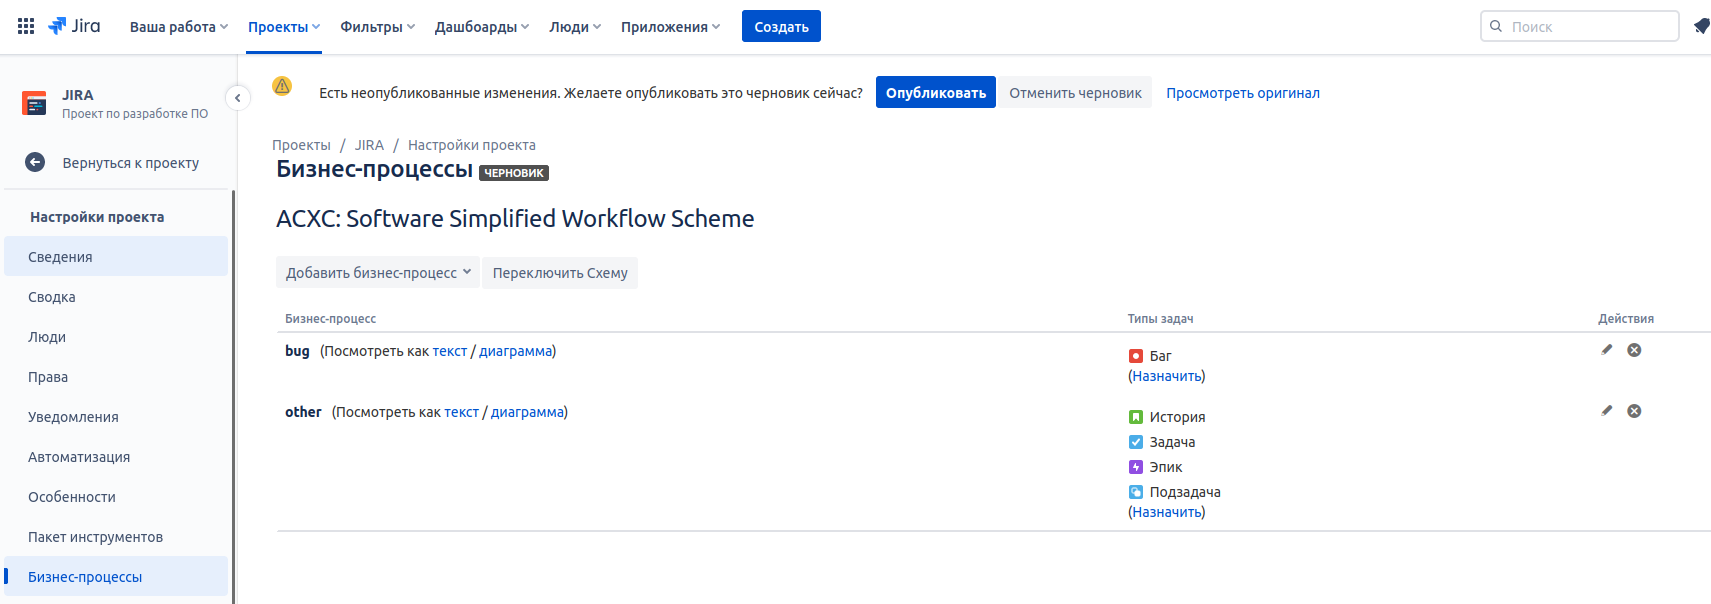 Jira Ваша работа Проекты Фильтры Дашборды Люди Приложения Создать Поиск
JIRA
Проект по разработке ПО
Вернуться к проекту
Настройки проекта
Сведения
Сводка
Люди
Права
Уведомления
Автоматизация
Особенности
Пакет инструментов
Бизнес-процессы
Есть неопубликованные изменения. Желаете опубликовать это черновик сейчас? Опубликовать Отменить черновик Просмотреть оригинал
Проекты / JIRA / Настройки проекта
Бизнес-процессы ЧЕРНОВИК
ACXC: Software Simplified Workflow Scheme
Добавить бизнес-процесс Переключить Схему
Бизнес-процесс Типы задач Действия
bug (Посмотреть как текст / диаграмма) Баг
(Назначить)
other (Посмотреть как текст / диаграмма) История
Задача
Эпик
Подзадача
(Назначить)